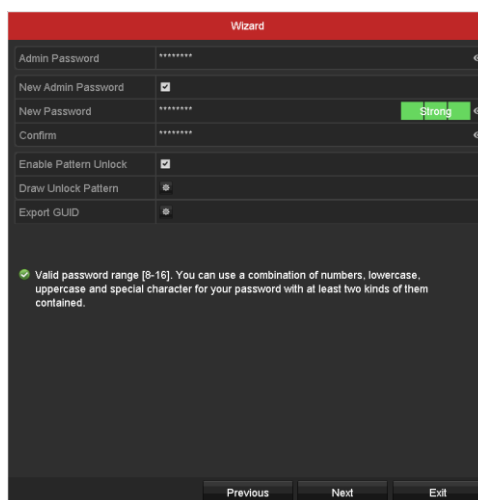 Wizard
Admin Password ********
New Admin Password
New Password ******** Strong
Confirm ********
Enable Pattern Unlock
Draw Unlock Pattern
Export GUID
Valid password range [8-16]. You can use a combination of numbers, lowercase,
uppercase and special character for your password with at least two kinds of them
contained.
Previous Next Exit